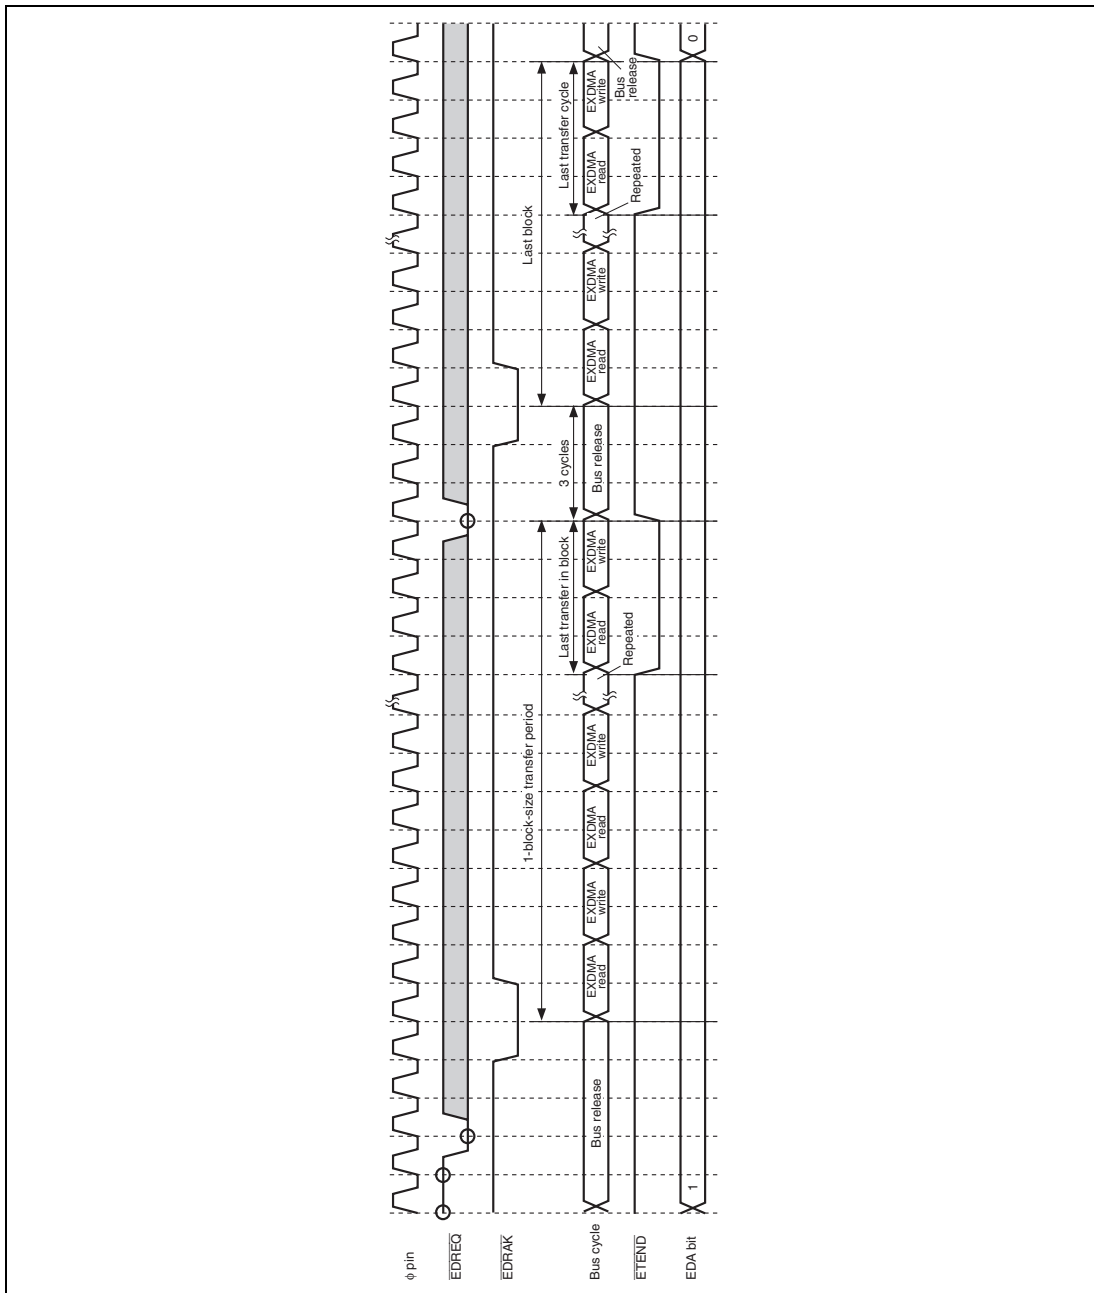 φ pin
EDREQ
EDRAK
1-block-size transfer period
Last block
Last transfer in block
3 cycles
Last transfer cycle
Bus cycle
Bus release
EXDMA
read
EXDMA
write
EXDMA
read
EXDMA
write
Repeated
EXDMA
read
EXDMA
write
Bus release
EXDMA
read
EXDMA
write
Repeated
EXDMA
read
EXDMA
write
Bus
release
ETEND
EDA bit
1
0